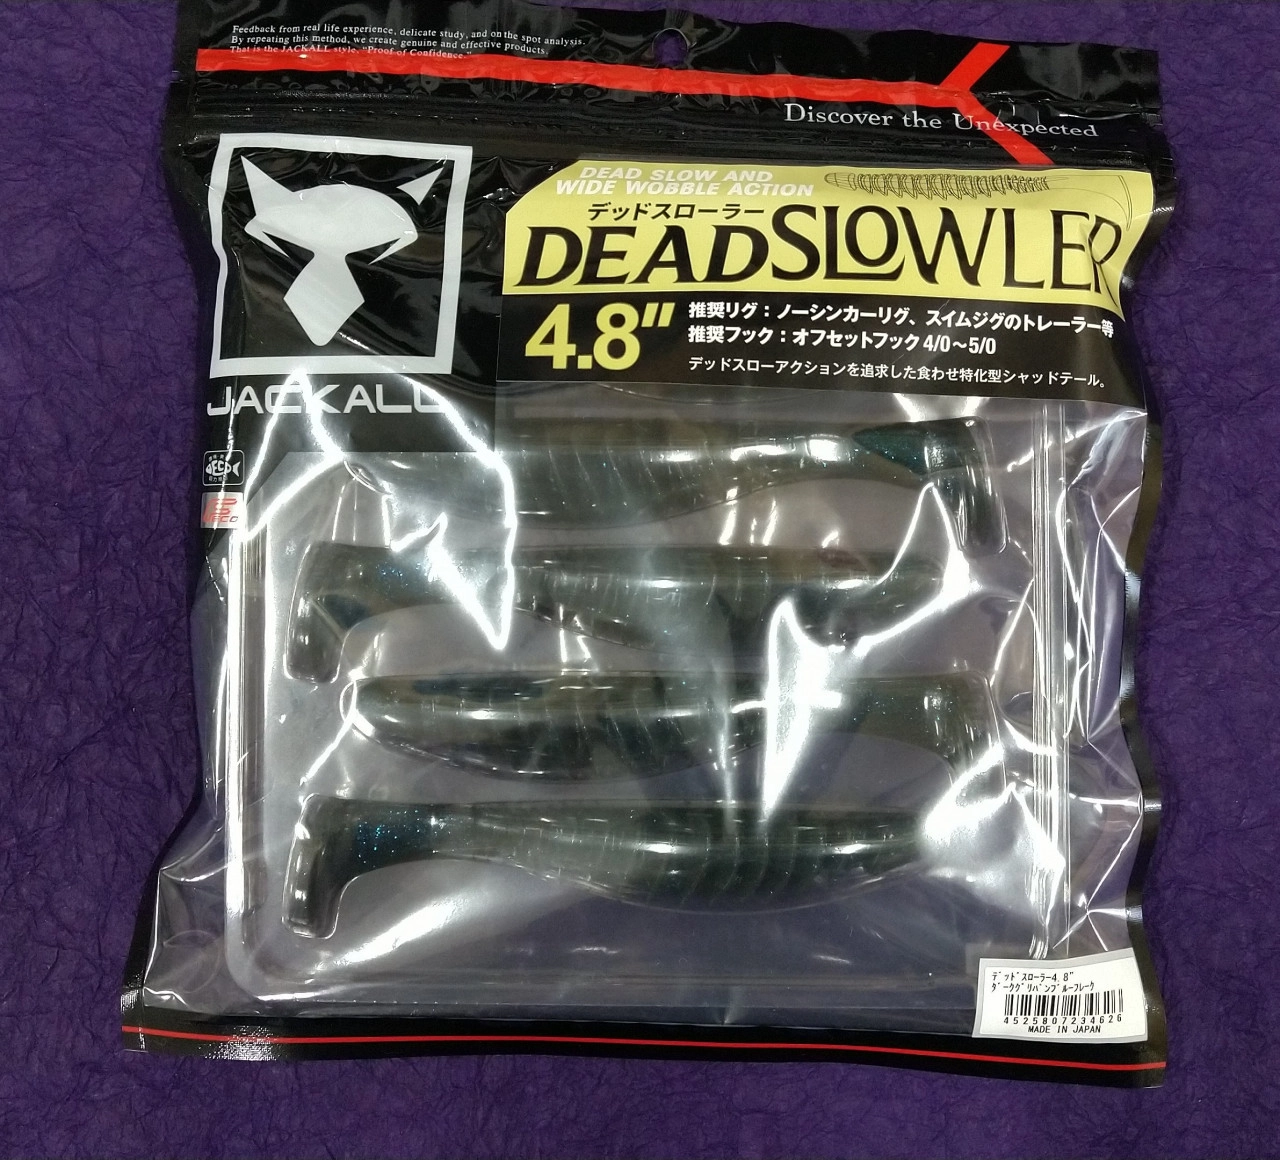 Feedback from real life experience, delicate study, and on the spot analysis.
By repeating this method, we create genuine and effective products.
That is the JACKALL style, "Proof of Confidence."
Discover the Unexpected
DEAD SLOW AND
WIDE WOBBLE ACTION
デッドスローラー
DEADSLOWLER
4.8"
推奨リグ：ノーシンカーリグ、スイムジグのトレーラー等
推奨フック：オフセットフック4/0～5/0
デッドスローアクションを追求した食わせ特化型シャッドテール。
JACKALL
ﾃﾞｯﾄﾞｽﾛｰﾗｰ4.8"
ﾀﾞｰｸｸﾞﾘﾊﾟﾝﾌﾞﾙｰﾌﾚｰｸ
4525807234626
MADE IN JAPAN